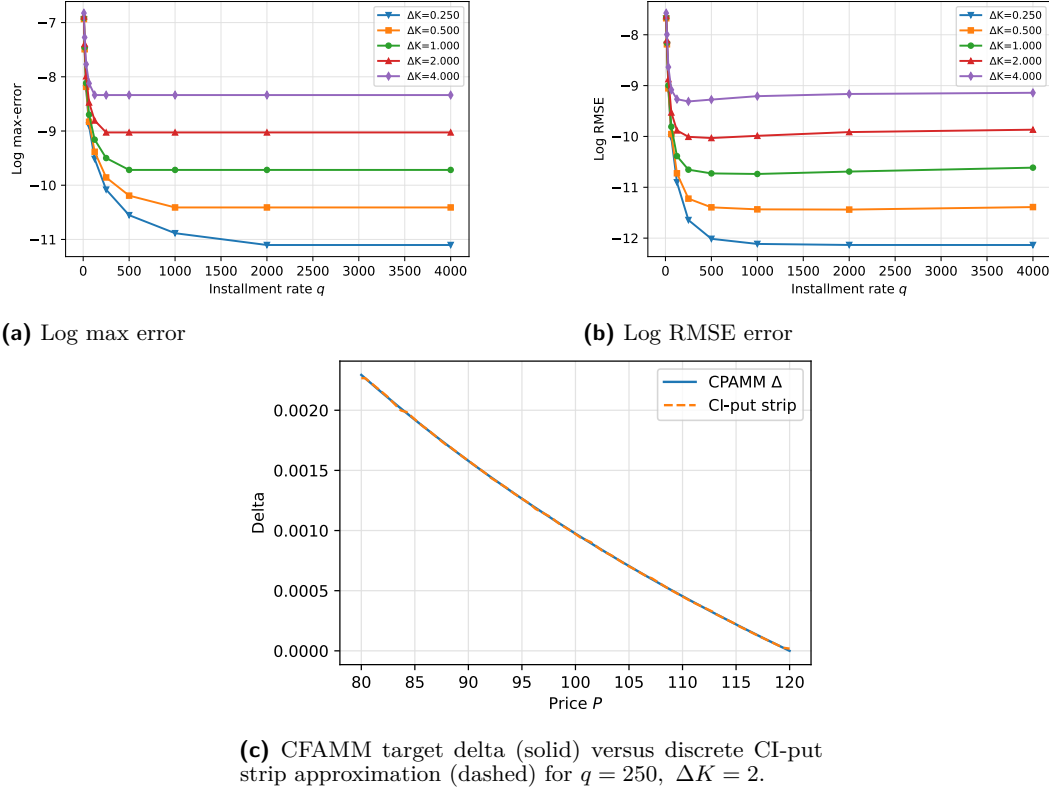 ΔK=0.250
ΔK=0.500
ΔK=1.000
ΔK=2.000
ΔK=4.000
−7
−8
−9
−10
−11
Log max-error
0 500 1000 1500 2000 2500 3000 3500 4000
Installment rate q
(a) Log max error
ΔK=0.250
ΔK=0.500
ΔK=1.000
ΔK=2.000
ΔK=4.000
−8
−9
−10
−11
−12
Log RMSE
0 500 1000 1500 2000 2500 3000 3500 4000
Installment rate q
(b) Log RMSE error
CPAMM Δ
CI-put strip
0.0020
0.0015
0.0010
0.0005
0.0000
Delta
80 85 90 95 100 105 110 115 120
Price P
(c) CFAMM target delta (solid) versus discrete CI-put
strip approximation (dashed) for q = 250, ΔK = 2.